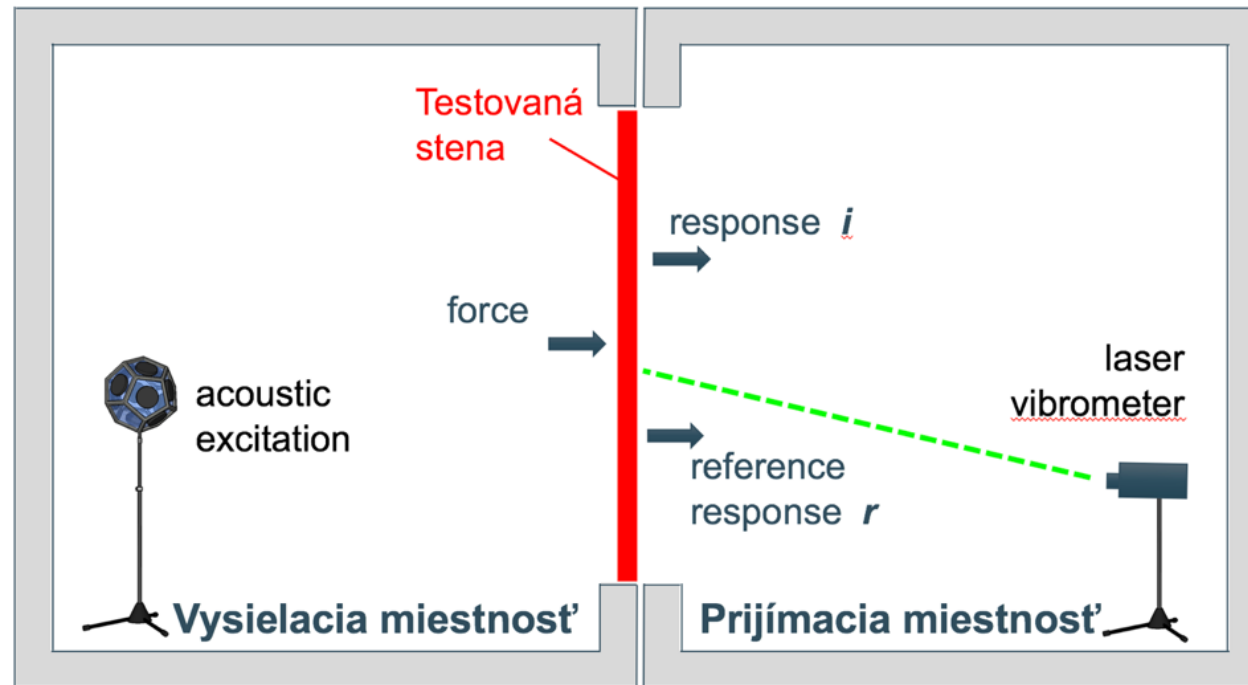 Testovaná
stena
response i
force
laser
vibrometer
acoustic
excitation
reference
response r
Vysielacia miestnosť
Prijímacia miestnosť